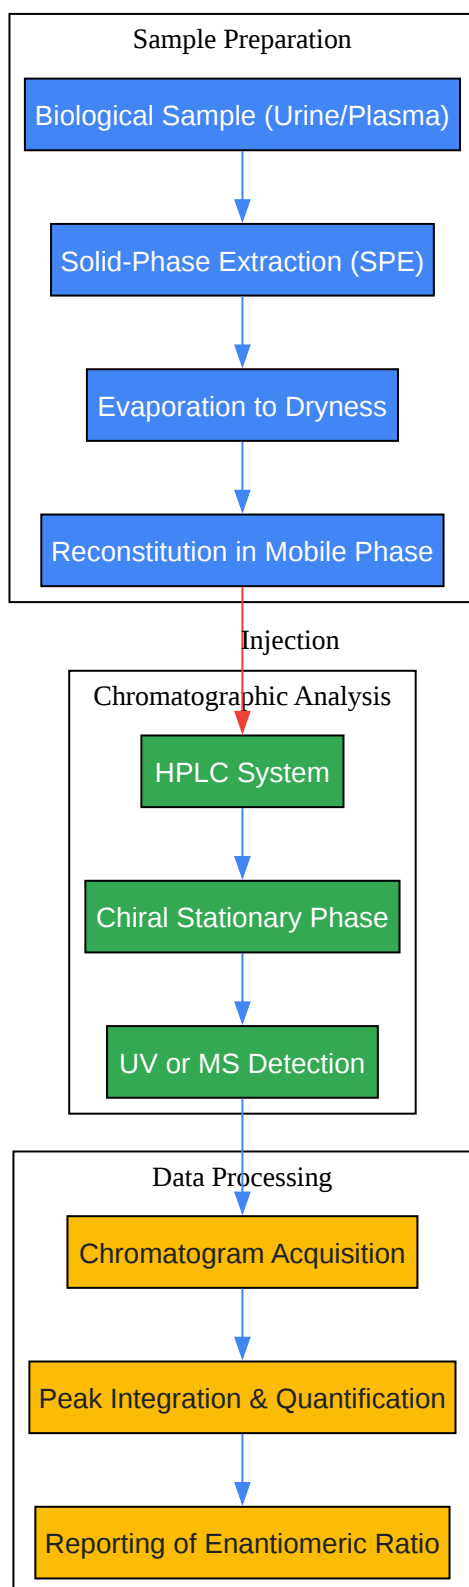 Sample Preparation
Biological Sample (Urine/Plasma)
Solid-Phase Extraction (SPE)
Evaporation to Dryness
Reconstitution in Mobile Phase
Injection
Chromatographic Analysis
HPLC System
Chiral Stationary Phase
UV or MS Detection
Data Processing
Chromatogram Acquisition
Peak Integration & Quantification
Reporting of Enantiomeric Ratio